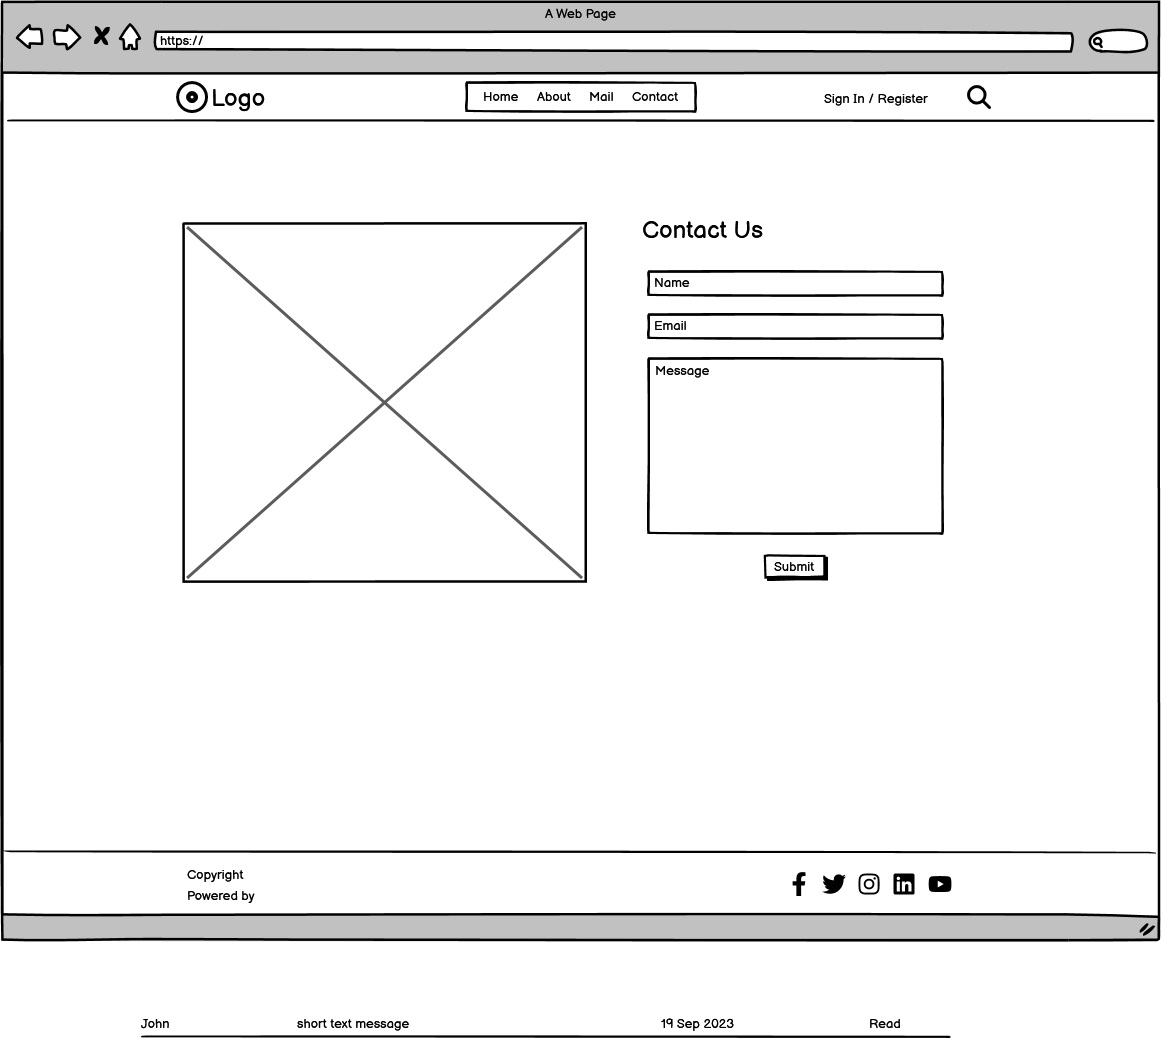 A Web Page
https://
Logo
Home About Mail Contact
Sign In / Register
Contact Us
Name
Email
Message
Submit
Copyright
Powered by
John short text message 19 Sep 2023 Read